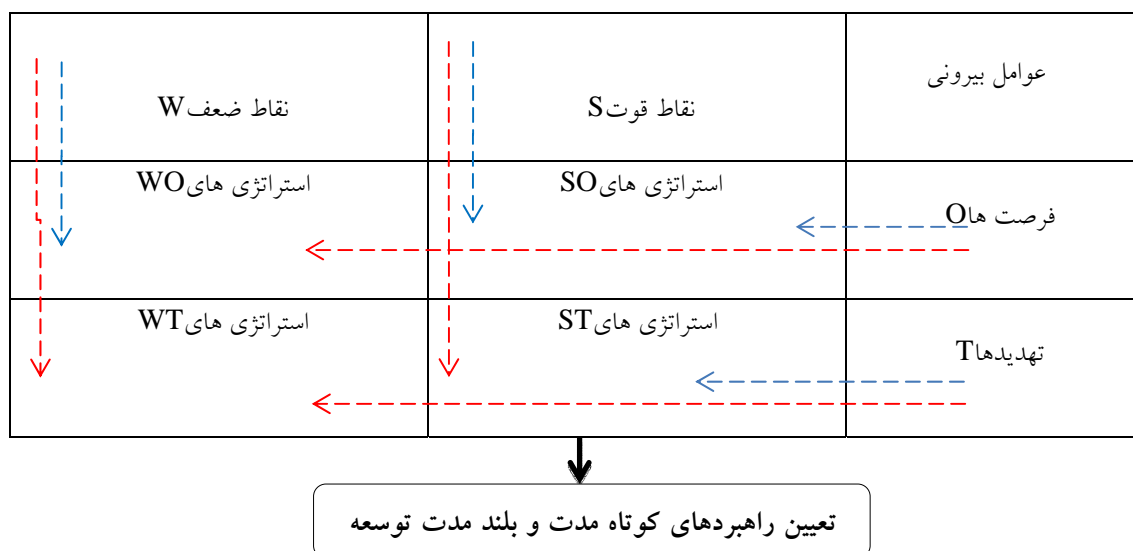 عوامل بیرونی
نقاط قوتS
نقاط ضعفW
فرصت هاO
استراتژی هایSO
استراتژی هایWO
تهدیدهاT
استراتژی هایST
استراتژی هایWT
تعیین راهبردهای کوتاه مدت و بلند مدت توسعه